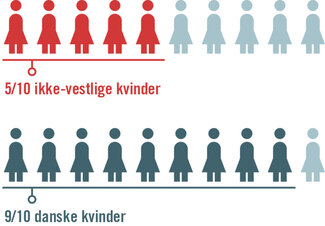 5/10 ikke-vestlige kvinder
9/10 danske kvinder